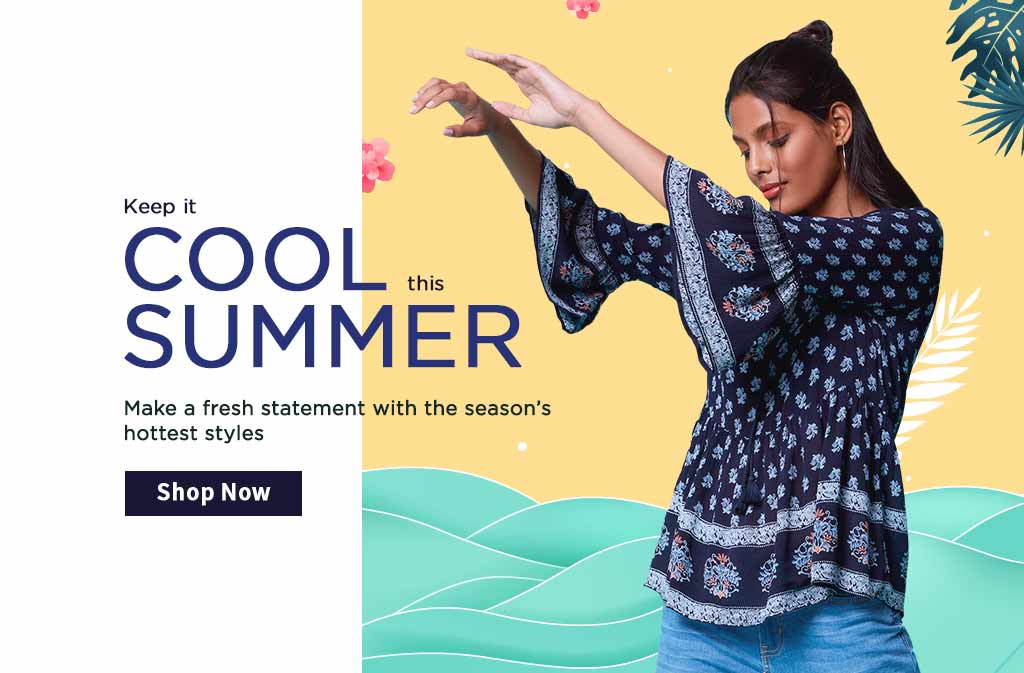 Keep it
COOL this
SUMMER
Make a fresh statement with the season’s
hottest styles
Shop Now